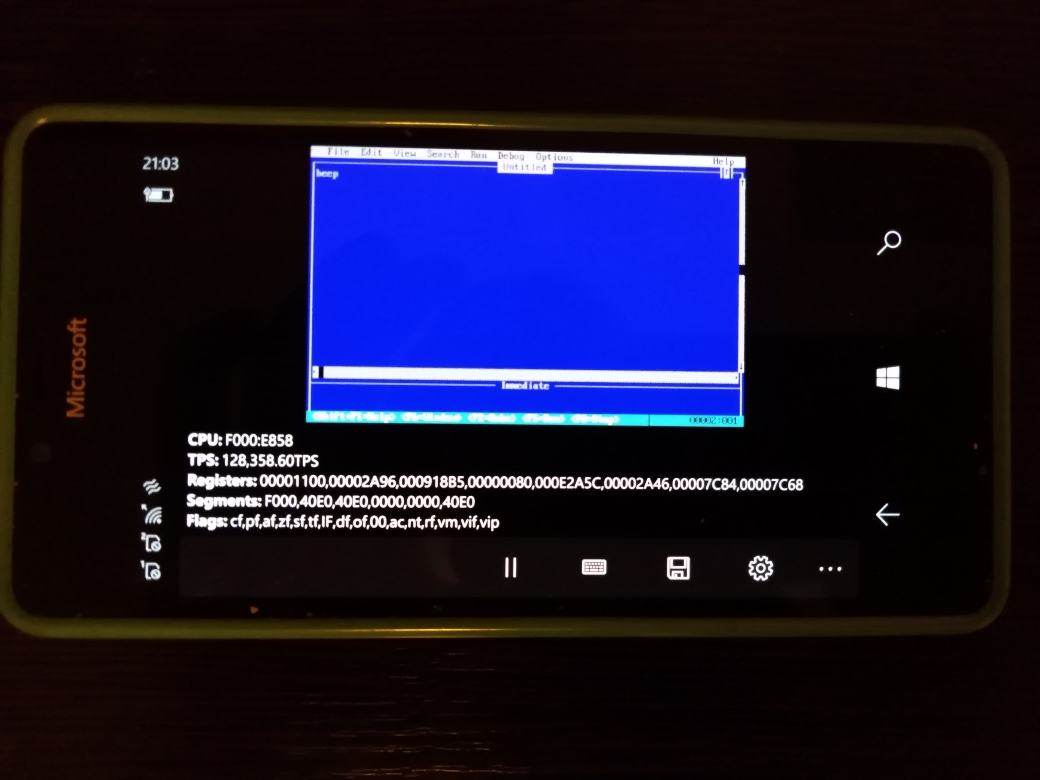 21:03
Microsoft
File Edit View Search Run Debug Options Help
Untitled
beep
Immediate
<Shift+F1=Help> <F6=Window> <F2=Subs> <F5=Run> <F8=Step> 00002:001
CPU: F000:E858
TPS: 128,358.60TPS
Registers: 00001100,00002A96,000918B5,00000080,000E2A5C,00002A46,00007C84,00007C68
Segments: F000,40E0,40E0,0000,0000,40E0
Flags: cf,pf,af,zf,sf,tf,IF,df,of,00,ac,nt,rf,vm,vif,vip
2
1